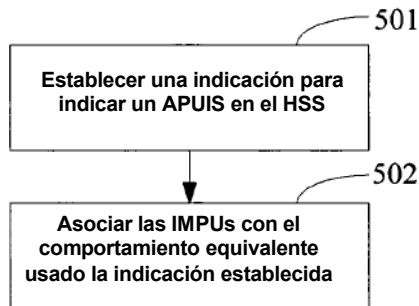 501
Establecer una indicación para
indicar un APUIS en el HSS
502
Asociar las IMPUs con el
comportamiento equivalente
usado la indicación establecida